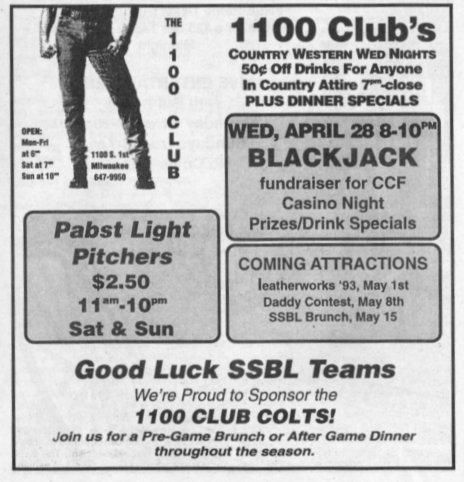 THE
1
1
0
0
C
L
U
B
OPEN:
Mon-Fri
at 6am
Sat at 7am
Sun at 10am
1100 S. 1st
Milwaukee
647-9950
1100 Club's
COUNTRY WESTERN WED NIGHTS
50¢ Off Drinks For Anyone
In Country Attire 7pm-close
PLUS DINNER SPECIALS
WED, APRIL 28 8-10PM
BLACKJACK
fundraiser for CCF
Casino Night
Prizes/Drink Specials
Pabst Light
Pitchers
$2.50
11am-10pm
Sat & Sun
COMING ATTRACTIONS
leatherworks '93, May 1st
Daddy Contest, May 8th
SSBL Brunch, May 15
Good Luck SSBL Teams
We're Proud to Sponsor the
1100 CLUB COLTS!
Join us for a Pre-Game Brunch or After Game Dinner
throughout the season.